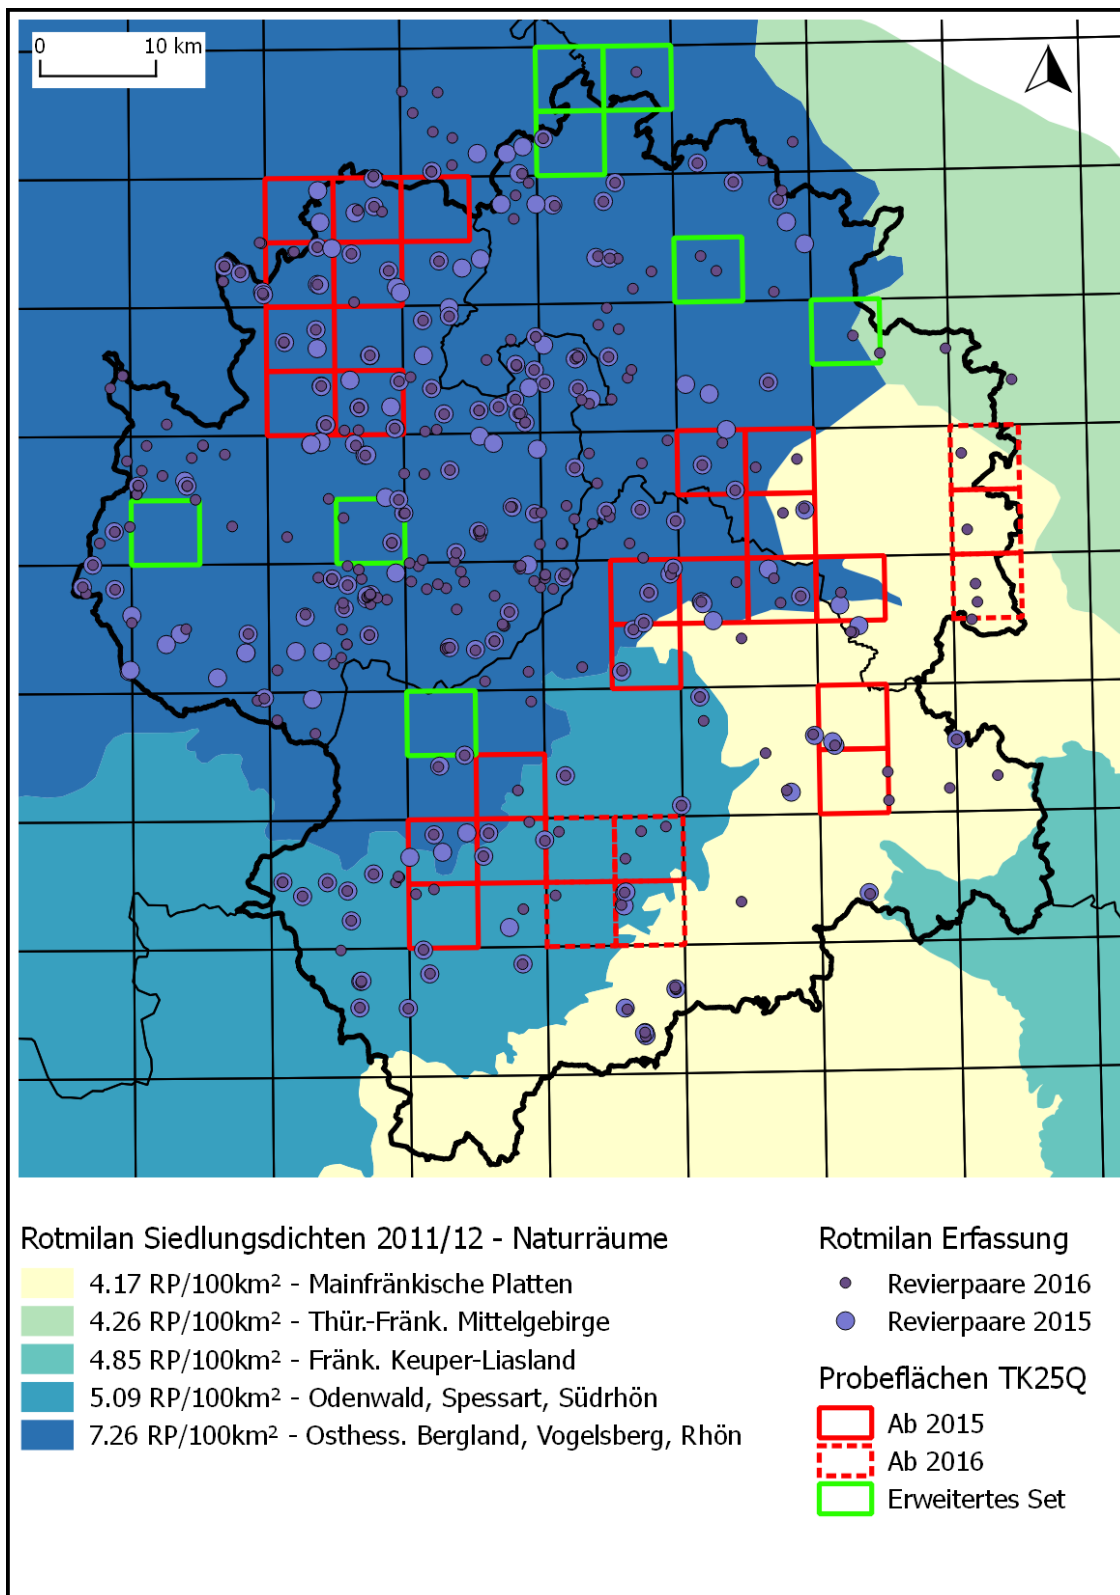 0 10 km
Rotmilan Siedlungsdichten 2011/12 - Naturräume
4.17 RP/100km² - Mainfränkische Platten
4.26 RP/100km² - Thür.-Fränk. Mittelgebirge
4.85 RP/100km² - Fränk. Keuper-Liasland
5.09 RP/100km² - Odenwald, Spessart, Südrhön
7.26 RP/100km² - Osthess. Bergland, Vogelsberg, Rhön
Rotmilan Erfassung
Revierpaare 2016
Revierpaare 2015
Probeflächen TK25Q
Ab 2015
Ab 2016
Erweitertes Set